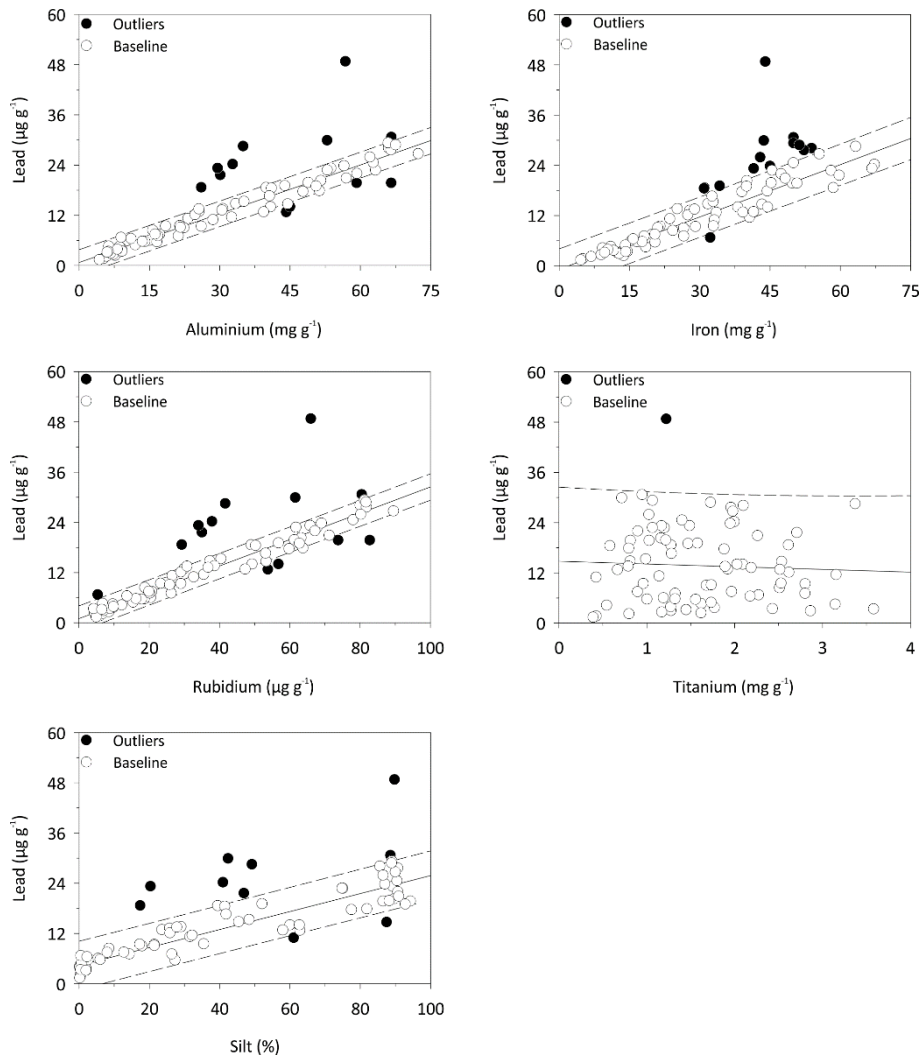 60
48
36
24
12
0
Lead (µg g⁻¹)
Outliers
Baseline
0 15 30 45 60 75
Aluminium (mg g⁻¹)
60
48
36
24
12
0
Lead (µg g⁻¹)
Outliers
Baseline
0 15 30 45 60 75
Iron (mg g⁻¹)
60
48
36
24
12
0
Lead (µg g⁻¹)
Outliers
Baseline
0 20 40 60 80 100
Rubidium (µg g⁻¹)
60
48
36
24
12
0
Lead (µg g⁻¹)
Outliers
Baseline
0 1 2 3 4
Titanium (mg g⁻¹)
60
48
36
24
12
0
Lead (µg g⁻¹)
Outliers
Baseline
0 20 40 60 80 100
Silt (%)